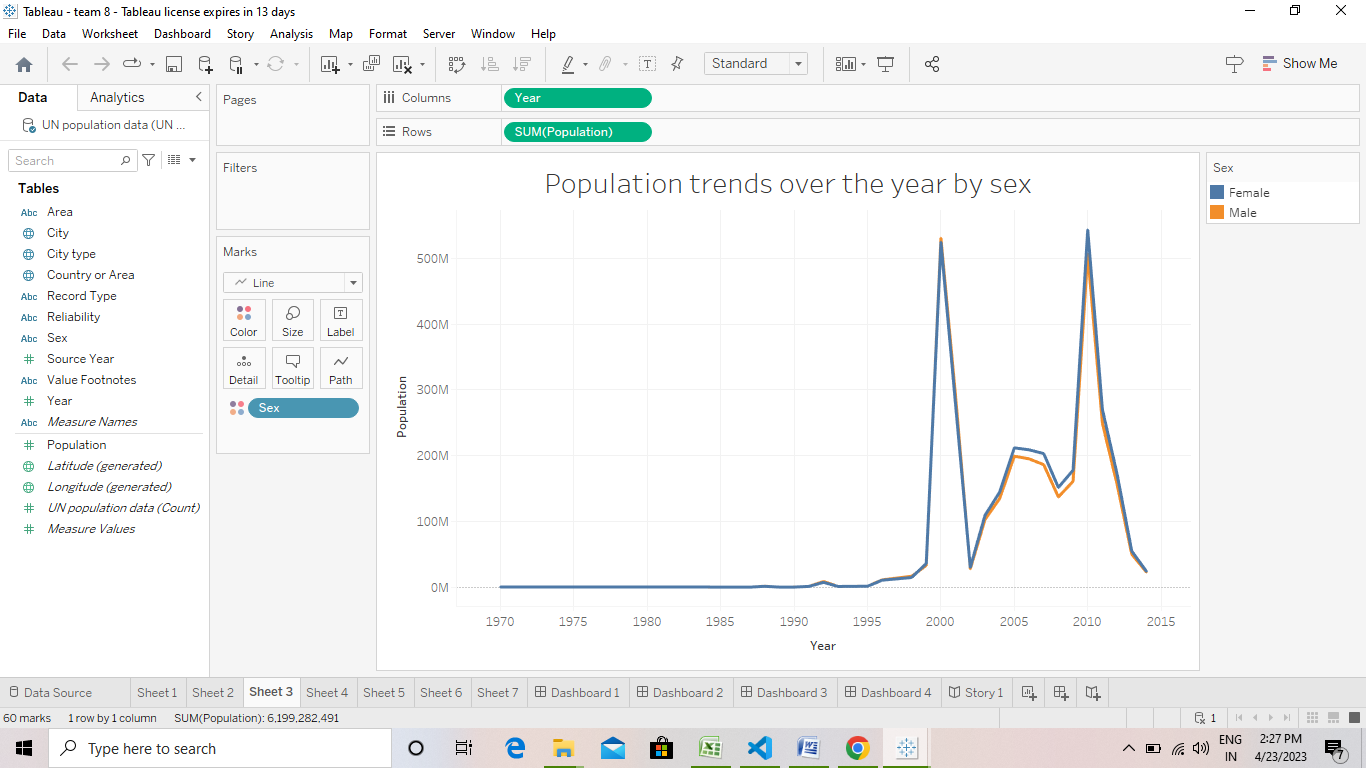 Tableau - team 8 - Tableau license expires in 13 days
File Data Worksheet Dashboard Story Analysis Map Format Server Window Help
Standard
Show Me
Data Analytics
UN population data (UN ...
Search
Tables
Abc Area
City
City type
Country or Area
Abc Record Type
Abc Reliability
Abc Sex
# Source Year
Abc Value Footnotes
# Year
Abc Measure Names
# Population
Latitude (generated)
Longitude (generated)
# UN population data (Count)
# Measure Values
Pages
Filters
Marks
Line
Color Size Label
Detail Tooltip Path
Sex
Columns Year
Rows SUM(Population)
Population trends over the year by sex
500M
400M
300M
200M
100M
0M
Population
1970 1975 1980 1985 1990 1995 2000 2005 2010 2015
Year
Sex
Female
Male
Data Source Sheet 1 Sheet 2 Sheet 3 Sheet 4 Sheet 5 Sheet 6 Sheet 7 Dashboard 1 Dashboard 2 Dashboard 3 Dashboard 4 Story 1
60 marks 1 row by 1 column SUM(Population): 6,199,282,491
1
Type here to search
ENG
IN
2:27 PM
4/23/2023
7